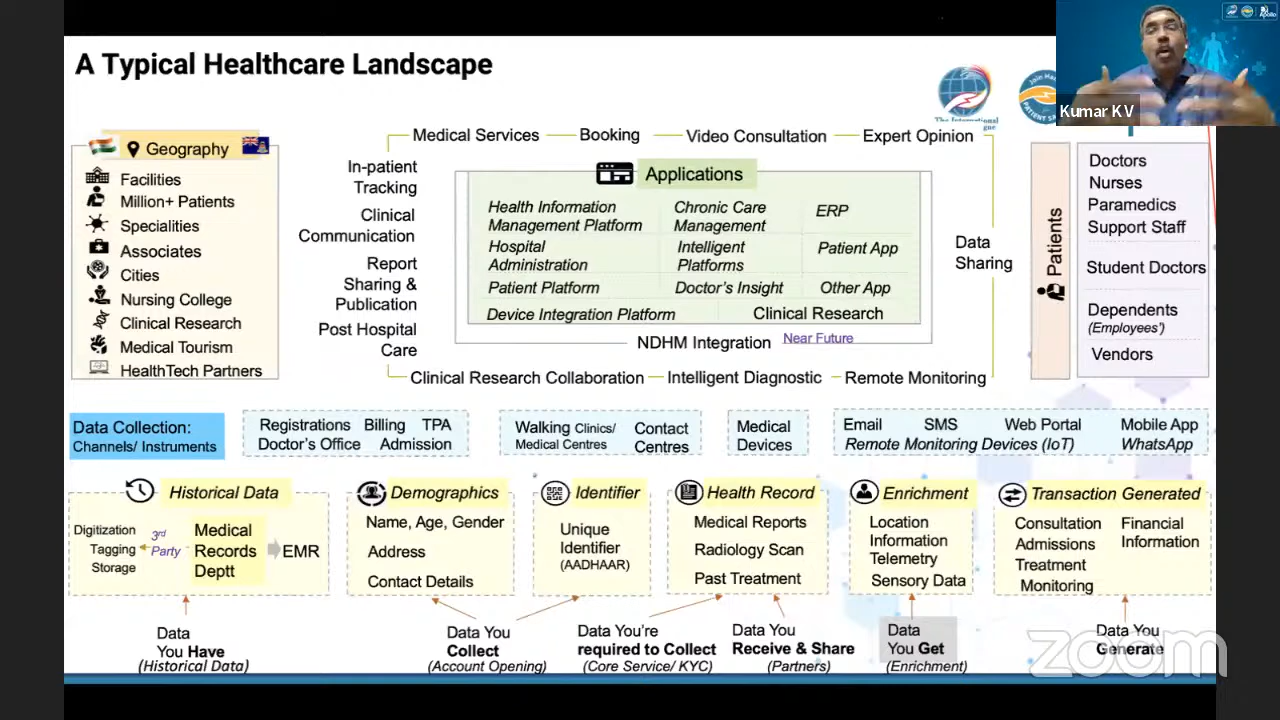 A Typical Healthcare Landscape
Kumar KV
Geography
Facilities
Million+ Patients
Specialities
Associates
Cities
Nursing College
Clinical Research
Medical Tourism
HealthTech Partners
Medical Services
Booking
Video Consultation
Expert Opinion
In-patient
Tracking
Clinical
Communication
Report
Sharing &
Publication
Post Hospital
Care
Applications
Health Information
Management Platform
Chronic Care
Management
ERP
Hospital
Administration
Intelligent
Platforms
Patient App
Patient Platform
Doctor's Insight
Other App
Device Integration Platform
Clinical Research
NDHM Integration
Near Future
Data
Sharing
Clinical Research Collaboration
Intelligent Diagnostic
Remote Monitoring
Patients
Doctors
Nurses
Paramedics
Support Staff
Student Doctors
Dependents
(Employees')
Vendors
Data Collection:
Channels/ Instruments
Registrations Billing TPA
Doctor's Office Admission
Walking Clinics/
Medical Centres
Contact
Centres
Medical
Devices
Email SMS Web Portal Mobile App
Remote Monitoring Devices (IoT) WhatsApp
Historical Data
Digitization
Tagging
Storage
3rd
Party
Medical
Records
Deptt
EMR
Demographics
Name, Age, Gender
Address
Contact Details
Identifier
Unique
Identifier
(AADHAAR)
Health Record
Medical Reports
Radiology Scan
Past Treatment
Enrichment
Location
Information
Telemetry
Sensory Data
Transaction Generated
Consultation
Admissions
Treatment
Monitoring
Financial
Information
Data
You Have
(Historical Data)
Data You
Collect
(Account Opening)
Data You're
required to Collect
(Core Service/ KYC)
Data You
Receive & Share
(Partners)
Data
You Get
(Enrichment)
Data You
Generate
zoom